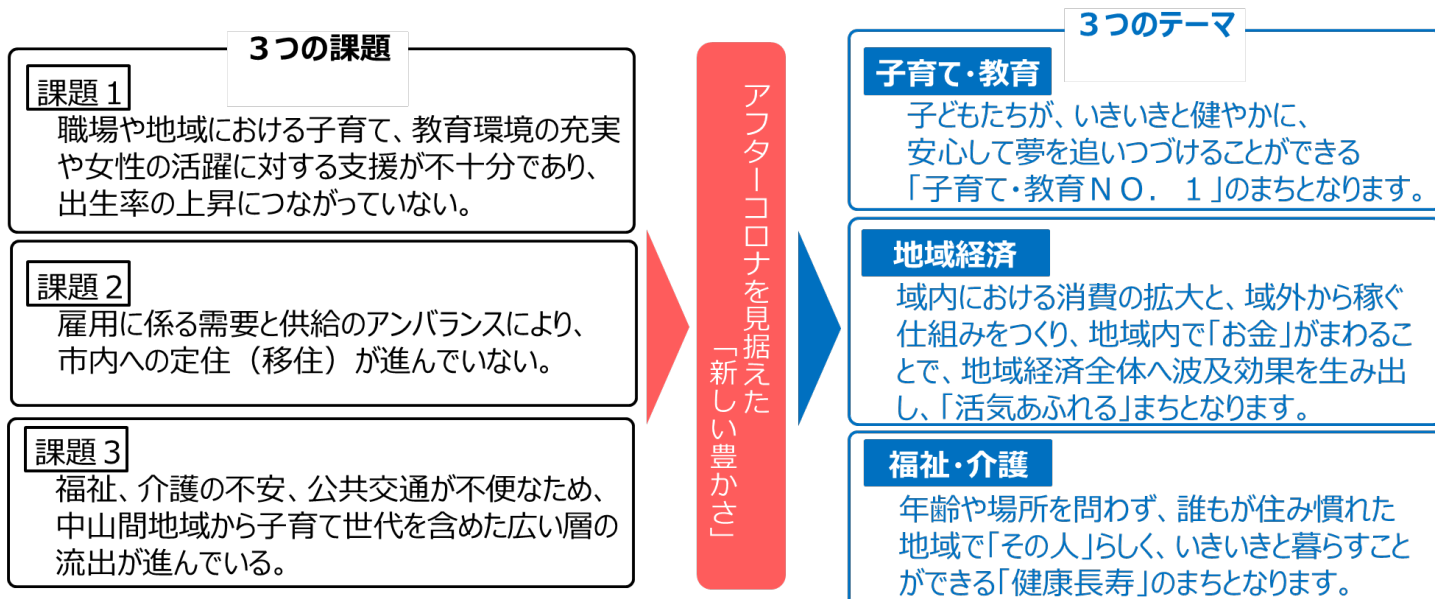 3つの課題
課題1
職場や地域における子育て、教育環境の充実
や女性の活躍に対する支援が不十分であり、
出生率の上昇につながっていない。
課題2
雇用に係る需要と供給のアンバランスにより、
市内への定住（移住）が進んでいない。
課題3
福祉、介護の不安、公共交通が不便なため、
中山間地域から子育て世代を含めた広い層の
流出が進んでいる。
アフターコロナを見据えた
「新しい豊かさ」
3つのテーマ
子育て・教育
子どもたちが、いきいきと健やかに、
安心して夢を追いつづけることができる
「子育て・教育NO．1」のまちとなります。
地域経済
域内における消費の拡大と、域外から稼ぐ
仕組みをつくり、地域内で「お金」がまわるこ
とで、地域経済全体へ波及効果を生み出
し、「活気あふれる」まちとなります。
福祉・介護
年齢や場所を問わず、誰もが住み慣れた
地域で「その人」らしく、いきいきと暮らすこと
ができる「健康長寿」のまちとなります。